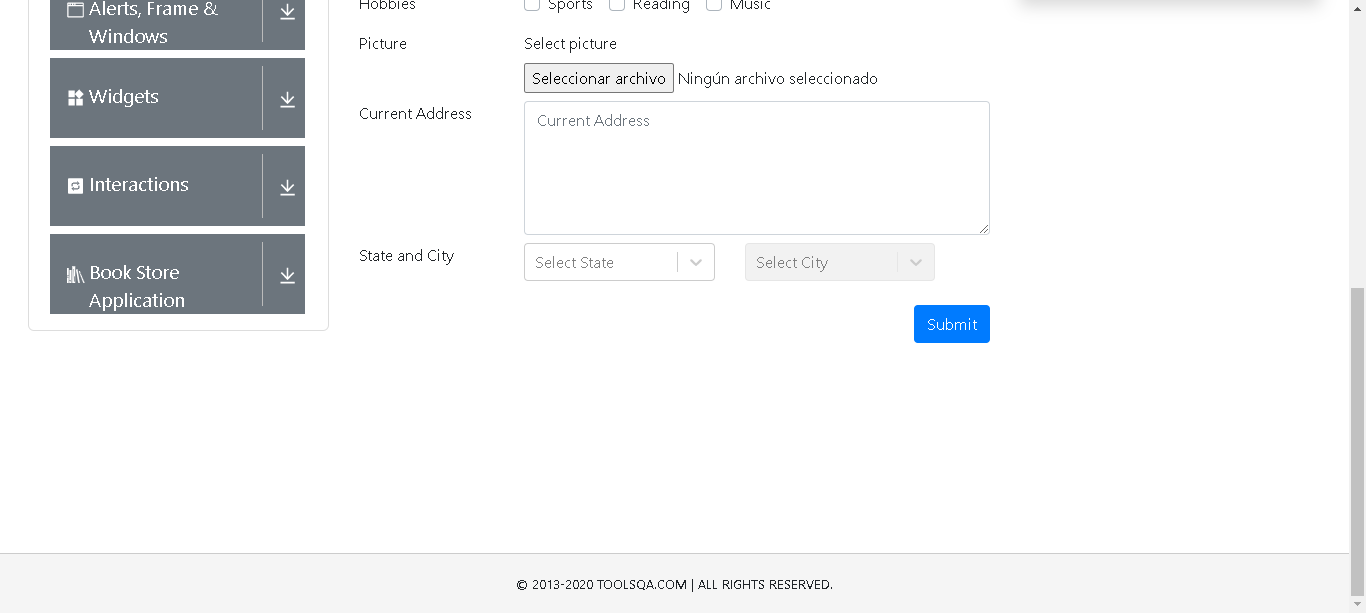 Alerts, Frame &
Windows
Widgets
Interactions
Book Store
Application
Hobbies
Sports Reading Music
Picture
Select picture
Seleccionar archivo Ningún archivo seleccionado
Current Address
Current Address
State and City
Select State
Select City
Submit
© 2013-2020 TOOLSQA.COM | ALL RIGHTS RESERVED.